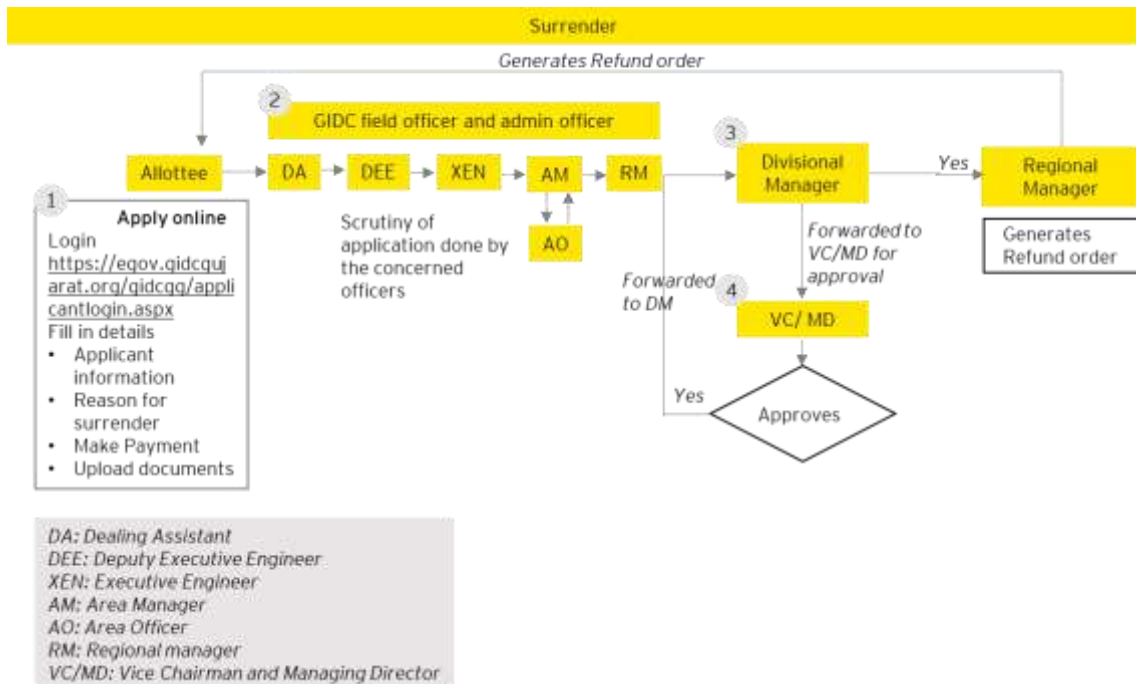 Surrender
Generates Refund order
2
GIDC field officer and admin officer
3
Allottee
DA
DEE
XEN
AM
RM
Divisional
Manager
Yes
Regional
Manager
1
Apply online
Login
https://egov.gidcguj
arat.org/gidcgg/appli
cantlogin.aspx
Fill in details
• Applicant
information
• Reason for
surrender
• Make Payment
• Upload documents
Scrutiny of
application done by
the concerned
officers
AO
Forwarded
to DM
Forwarded to
VC/MD for
approval
Generates
Refund order
4
VC/ MD
Yes
Approves
DA: Dealing Assistant
DEE: Deputy Executive Engineer
XEN: Executive Engineer
AM: Area Manager
AO: Area Officer
RM: Regional manager
VC/MD: Vice Chairman and Managing Director